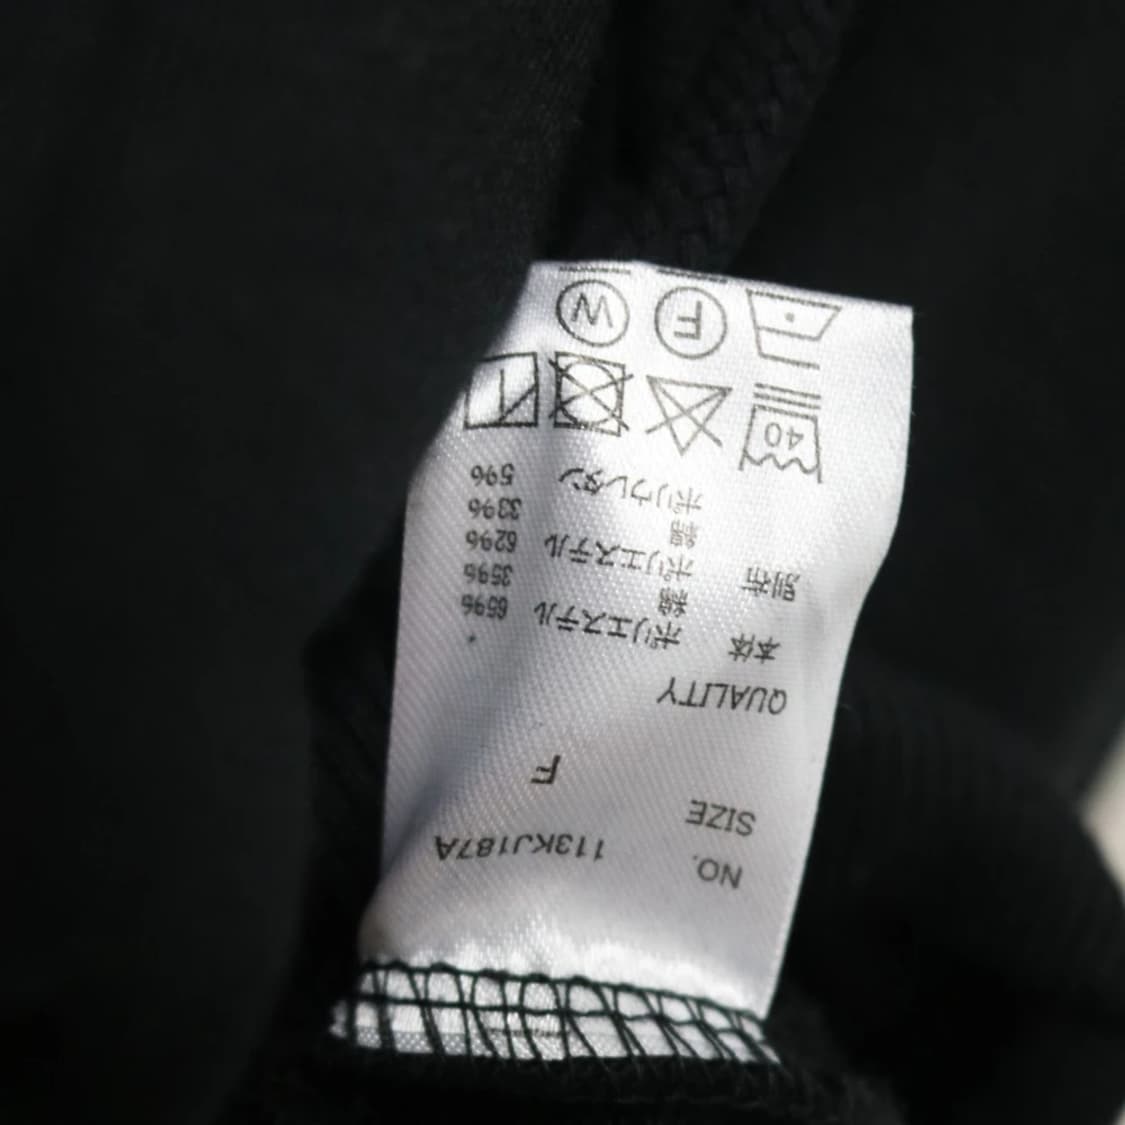 NO. 113KJ187A
SIZE
F
QUALITY
本体 ポリエステル 65%
綿 35%
別布 ポリエステル 62%
綿 33%
ポリウレタン 5%
40
F W